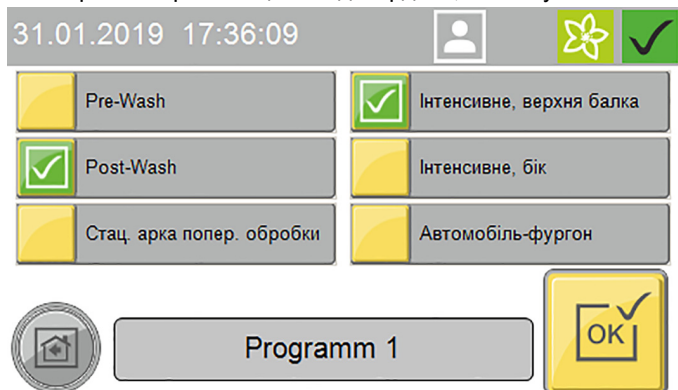 31.01.2019 17:36:09
Pre-Wash
Інтенсивне, верхня балка
Post-Wash
Інтенсивне, бік
Стац. арка попер. обробки
Автомобіль-фургон
Programm 1
OK